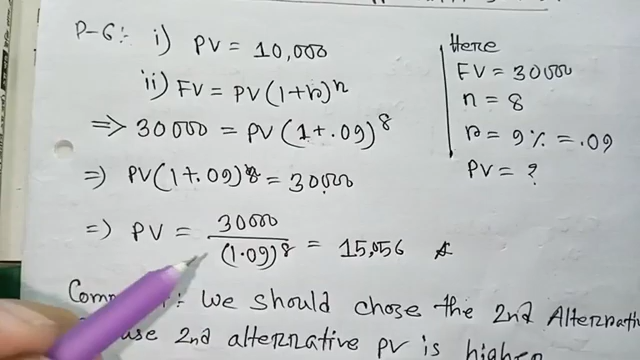 P-6:- i) PV = 10,000
ii) FV = PV(1+r)^n
=> 30000 = PV(1+.09)^8
=> PV(1+.09)^8 = 30000
=> PV = 30000 / (1.09)^8 = 15,056
Here
FV = 30000
n = 8
r = 9% = .09
PV = ?
: We should chose the 2nd Alternative
2nd alternative PV is higher